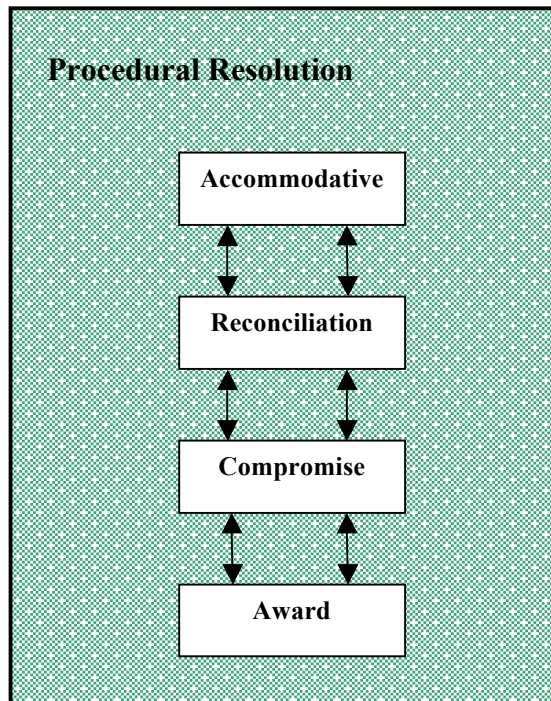 Procedural Resolution
Accommodative
Reconciliation
Compromise
Award